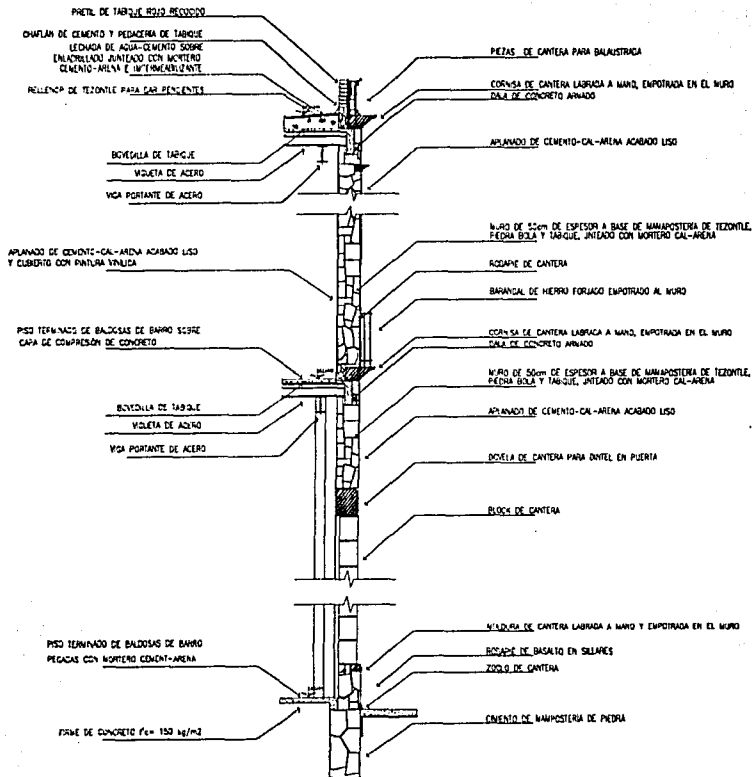 PRETIL DE TABIQUE ROJO RECOCIDO
CHAFLAN DE CEMENTO Y PEDACERIA DE TABIQUE
LECHADA DE AGUA-CEMENTO SOBRE
ENLADRILLADO JUNTEADO CON MORTERO
CEMENTO-ARENA E IMPERMEABILIZANTE
RELLENO DE TEZONTLE PARA DAR PENDIENTES
BOVEDILLA DE TABIQUE
VIGUETA DE ACERO
VIGA PORTANTE DE ACERO
APLANADO DE CEMENTO-CAL-ARENA ACABADO LISO
Y CUBIERTO CON PINTURA VINILICA
PISO TERMINADO DE BALDOSAS DE BARRO SOBRE
CAPA DE COMPRESIÓN DE CONCRETO
BOVEDILLA DE TABIQUE
VIGUETA DE ACERO
VIGA PORTANTE DE ACERO
PISO TERMINADO DE BALDOSAS DE BARRO
PEGADAS CON MORTERO CEMENT-ARENA
FIRME DE CONCRETO f'c= 150 kg/m2
PIEZAS DE CANTERA PARA BALAUSTRADA
CORNISA DE CANTERA LABRADA A MANO, EMPOTRADA EN EL MURO
DALA DE CONCRETO ARMADO
APLANADO DE CEMENTO-CAL-ARENA ACABADO LISO
MURO DE 50cm DE ESPESOR A BASE DE MAMAPOSTERIA DE TEZONTLE,
PIEDRA BOLA Y TABIQUE, JNTEADO CON MORTERO CAL-ARENA
RODAPIE DE CANTERA
BARANDAL DE HIERRO FORJADO EMPOTRADO AL MURO
CORNISA DE CANTERA LABRADA A MANO, EMPOTRADA EN EL MURO
DALA DE CONCRETO ARMADO
MURO DE 50cm DE ESPESOR A BASE DE MAMAPOSTERIA DE TEZONTLE,
PIEDRA BOLA Y TABIQUE, JNTEADO CON MORTERO CAL-ARENA
APLANADO DE CEMENTO-CAL-ARENA ACABADO LISO
DOVELA DE CANTERA PARA DINTEL EN PUERTA
BLOCK DE CANTERA
MOLDURA DE CANTERA LABRADA A MANO Y EMPOTRADA EN EL MURO
RODAPIE DE BASALTO EN SILLARES
ZOCLO DE CANTERA
CIMIENTO DE MAMPOSTERIA DE PIEDRA